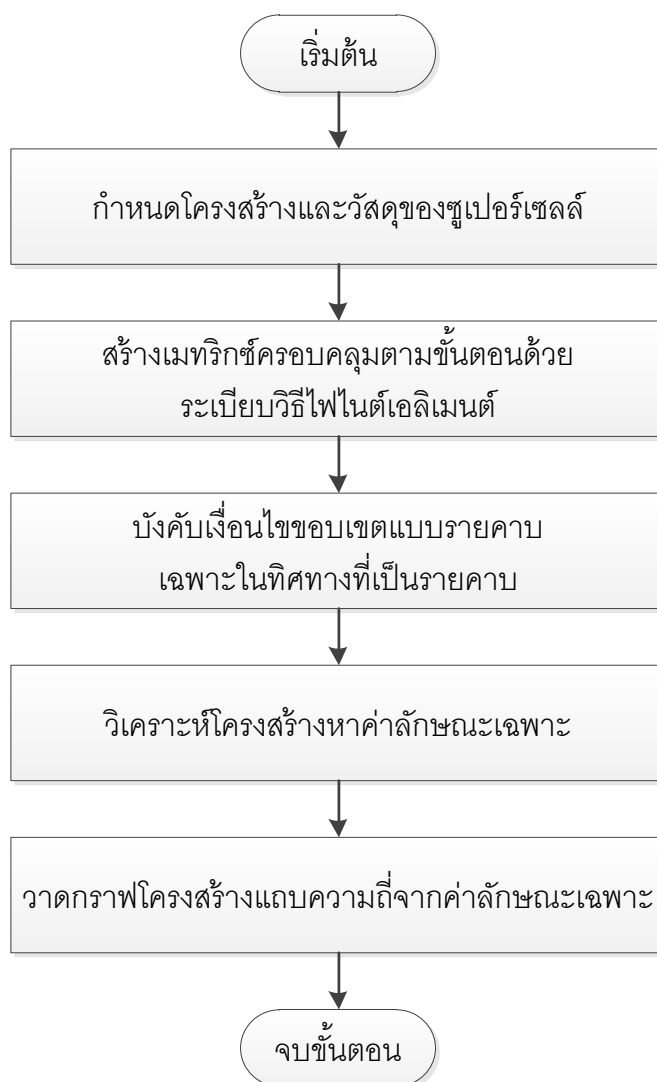 เริ่มต้น
กำหนดโครงสร้างและวัสดุของซูเปอร์เซลล์
สร้างเมทริกซ์ครอบคลุมตามขั้นตอนด้วย
ระเบียบวิธีไฟไนต์เอลิเมนต์
บังคับเงื่อนไขขอบเขตแบบรายคาบ
เฉพาะในทิศทางที่เป็นรายคาบ
วิเคราะห์โครงสร้างหาค่าลักษณะเฉพาะ
วาดกราฟโครงสร้างแถบความถี่จากค่าลักษณะเฉพาะ
จบขั้นตอน